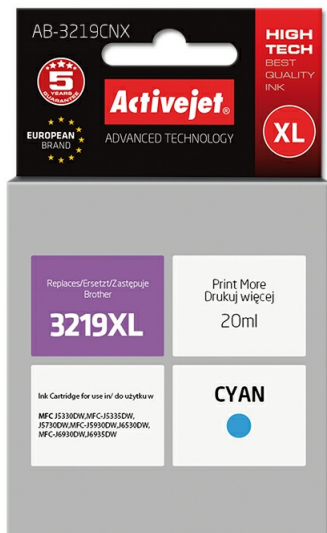 AB-3219CNX
HIGH
TECH
BEST
QUALITY
INK
5
YEARS
GUARANTEE
Activejet®
EUROPEAN
BRAND
ADVANCED TECHNOLOGY
XL
Replaces/Ersetzt/Zastępuje
Brother
3219XL
Print More
Drukuj więcej
20ml
Ink Cartridge for use in/ do użytku w
MFC J5330DW,MFC-J5335DW,
J5730DW,MFC-J5930DW,J6530DW,
MFC-J6930DW,J6935DW
CYAN